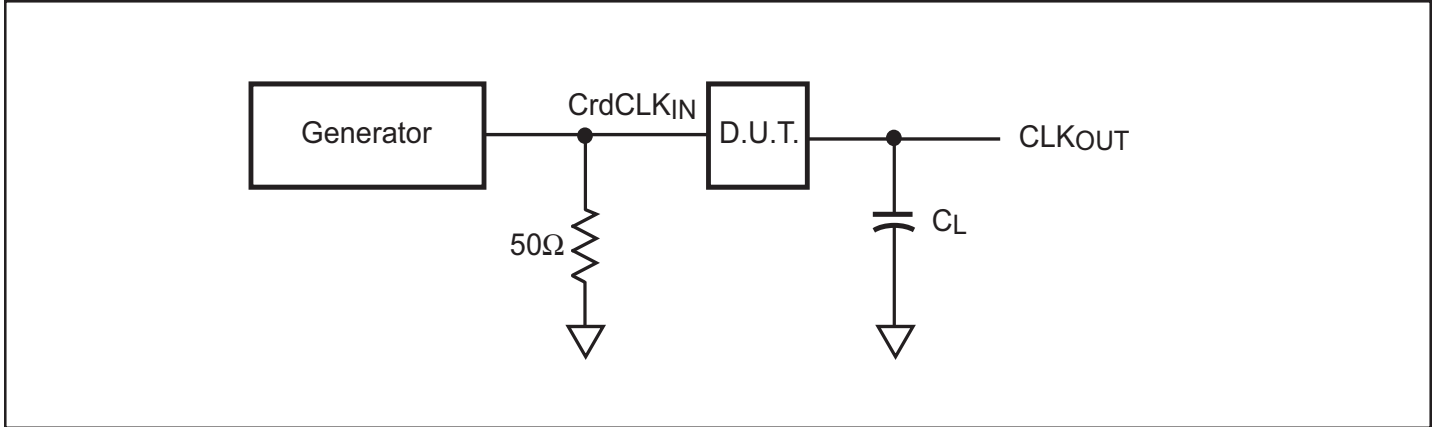 Generator
CrdCLKIN
D.U.T.
CLKOUT
50Ω
CL